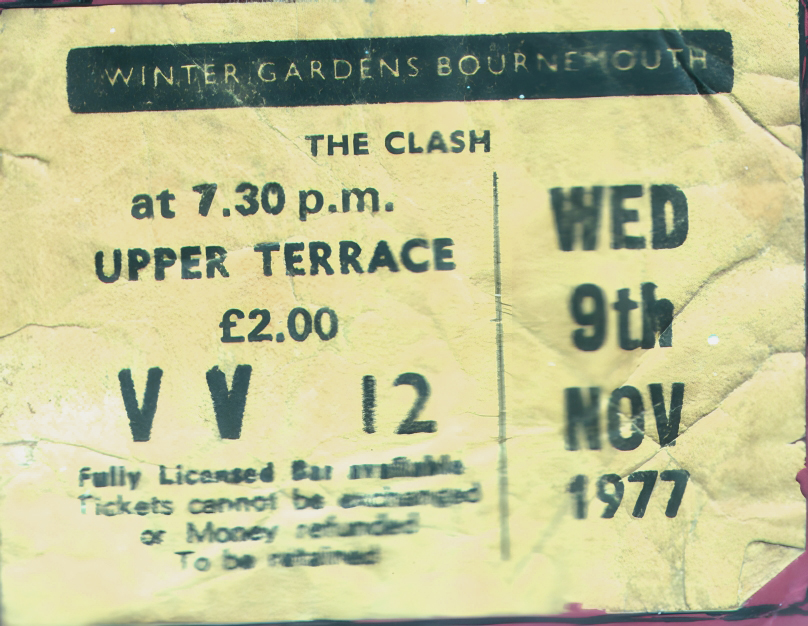 WINTER GARDENS BOURNEMOUTH
THE CLASH
at 7.30 p.m.
UPPER TERRACE
£2.00
V V 12
Fully Licensed Bar available
Tickets cannot be exchanged
or Money refunded
To be retained
WED
9th
NOV
1977